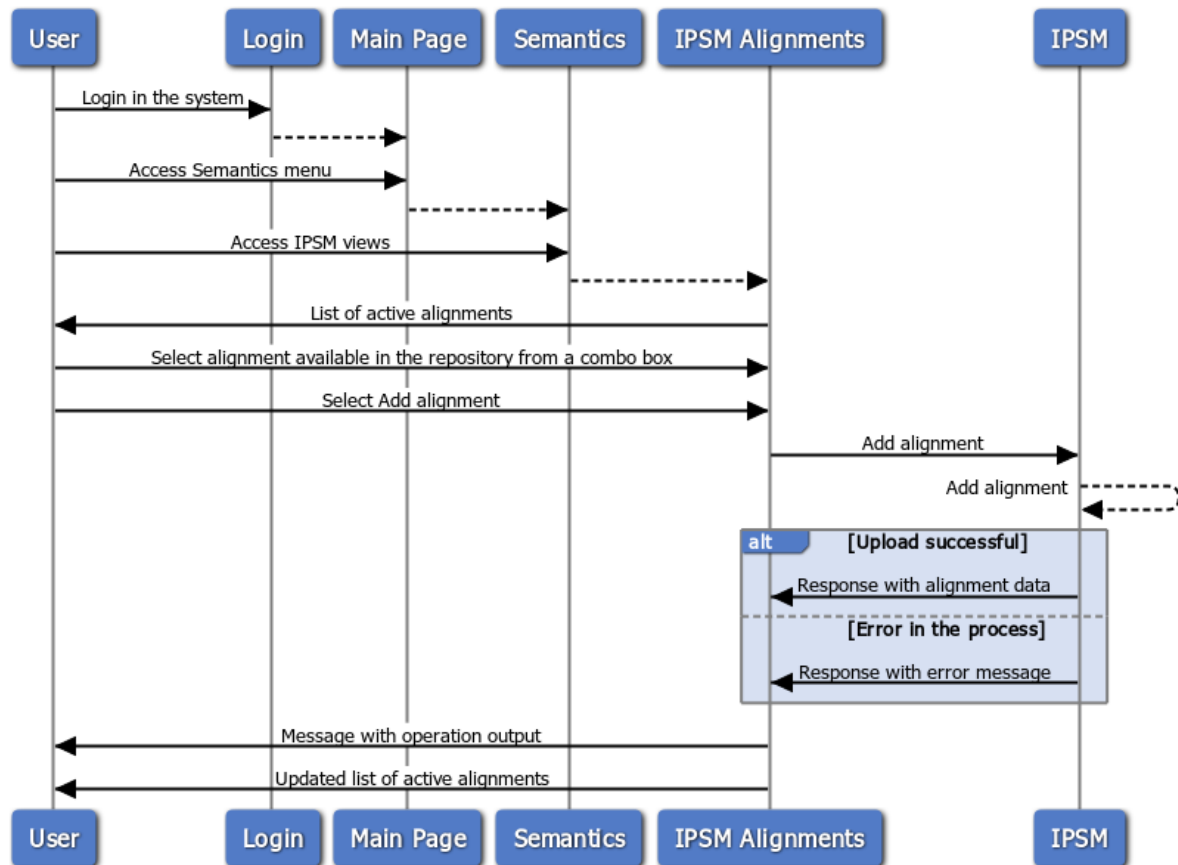 User
Login
Main Page
Semantics
IPSM Alignments
IPSM
Login in the system
Access Semantics menu
Access IPSM views
List of active alignments
Select alignment available in the repository from a combo box
Select Add alignment
Add alignment
Add alignment
alt
[Upload successful]
Response with alignment data
[Error in the process]
Response with error message
Message with operation output
Updated list of active alignments
User
Login
Main Page
Semantics
IPSM Alignments
IPSM